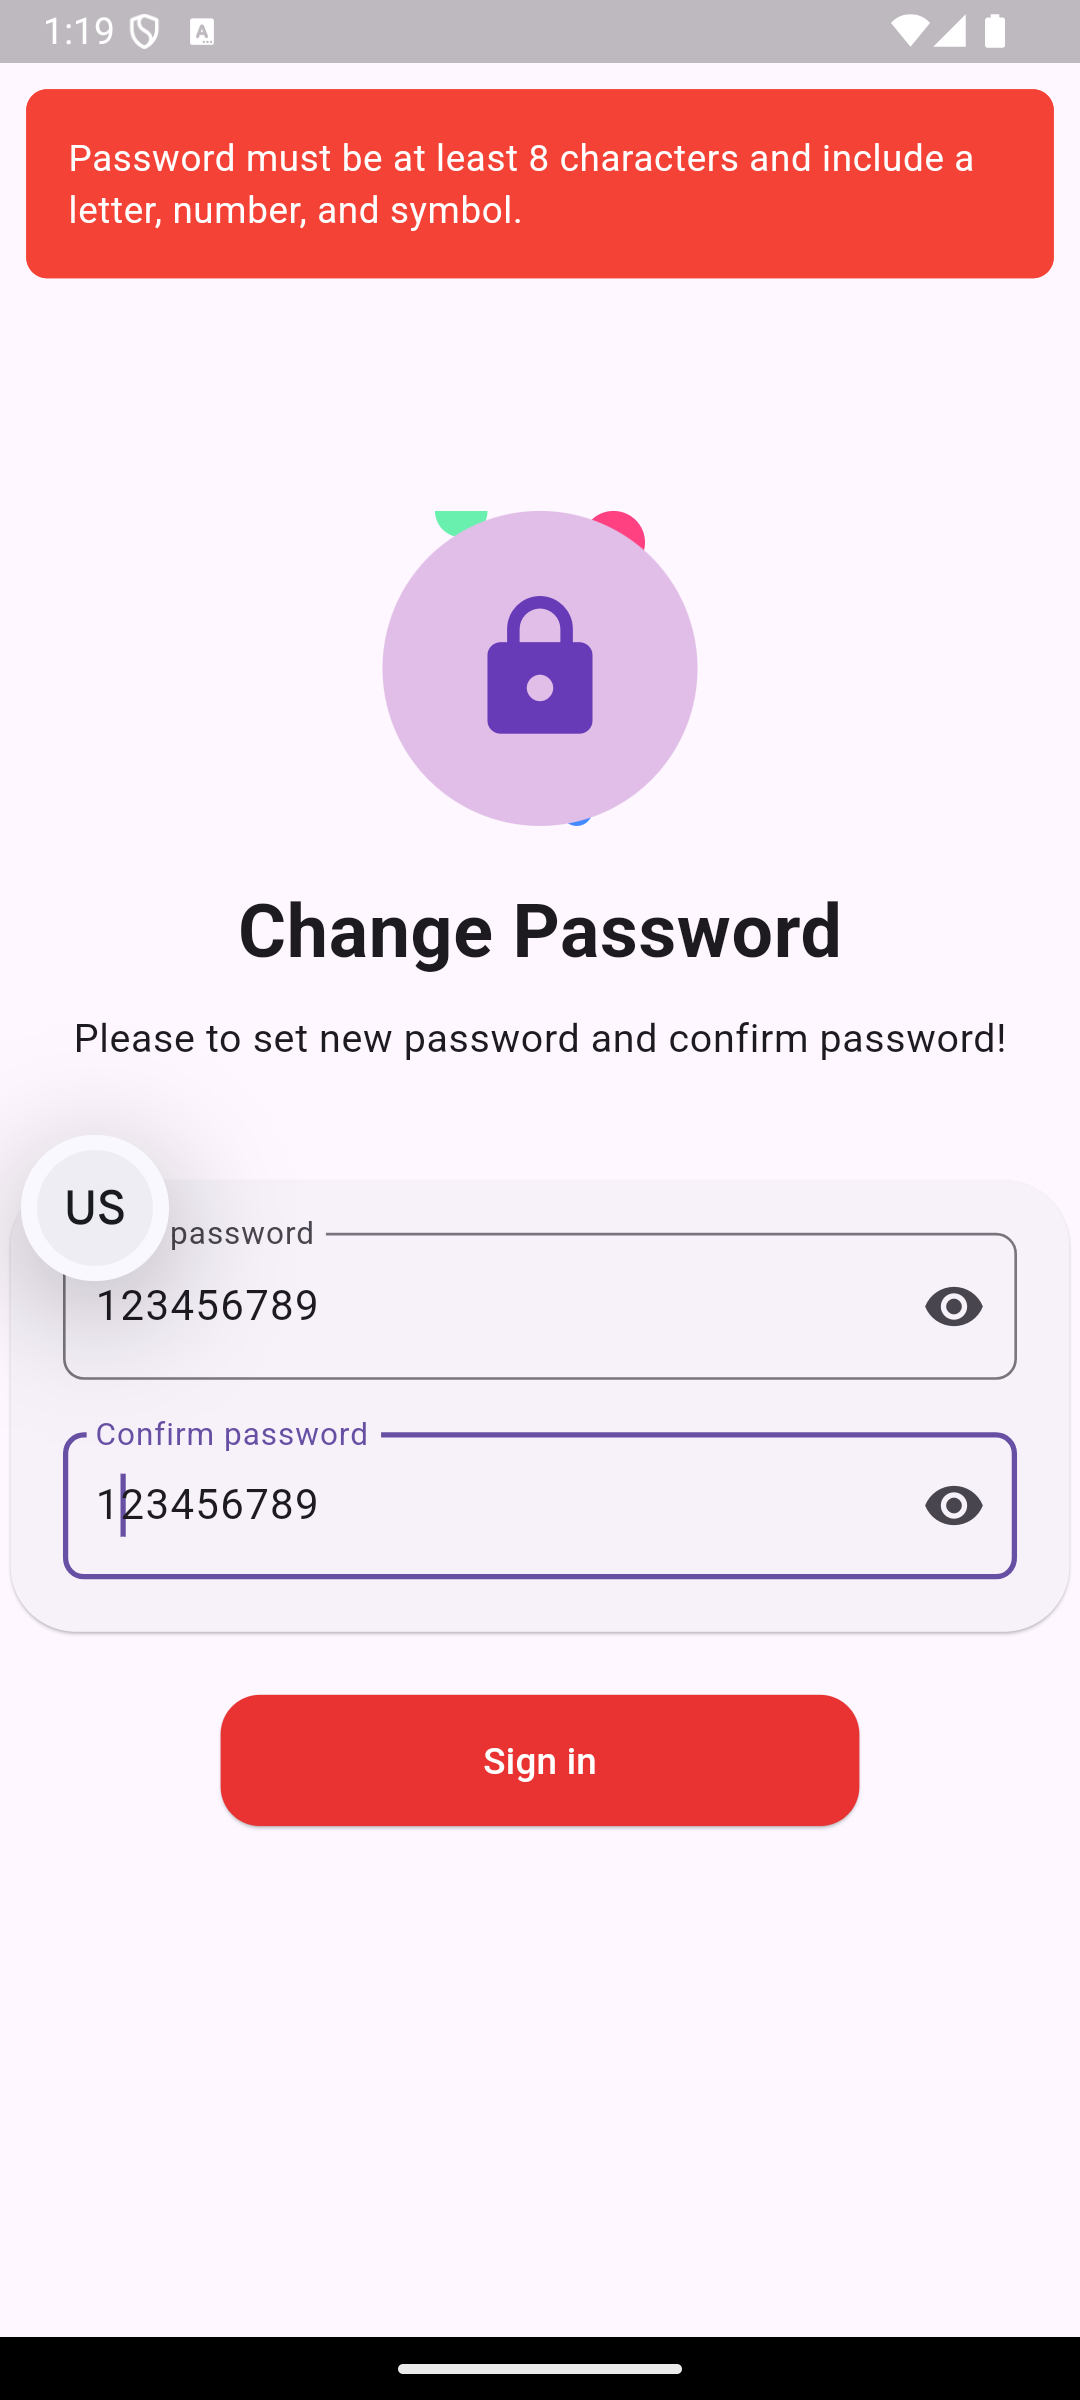 1:19
Password must be at least 8 characters and include a
letter, number, and symbol.
Change Password
Please to set new password and confirm password!
US
password
123456789
Confirm password
123456789
Sign in